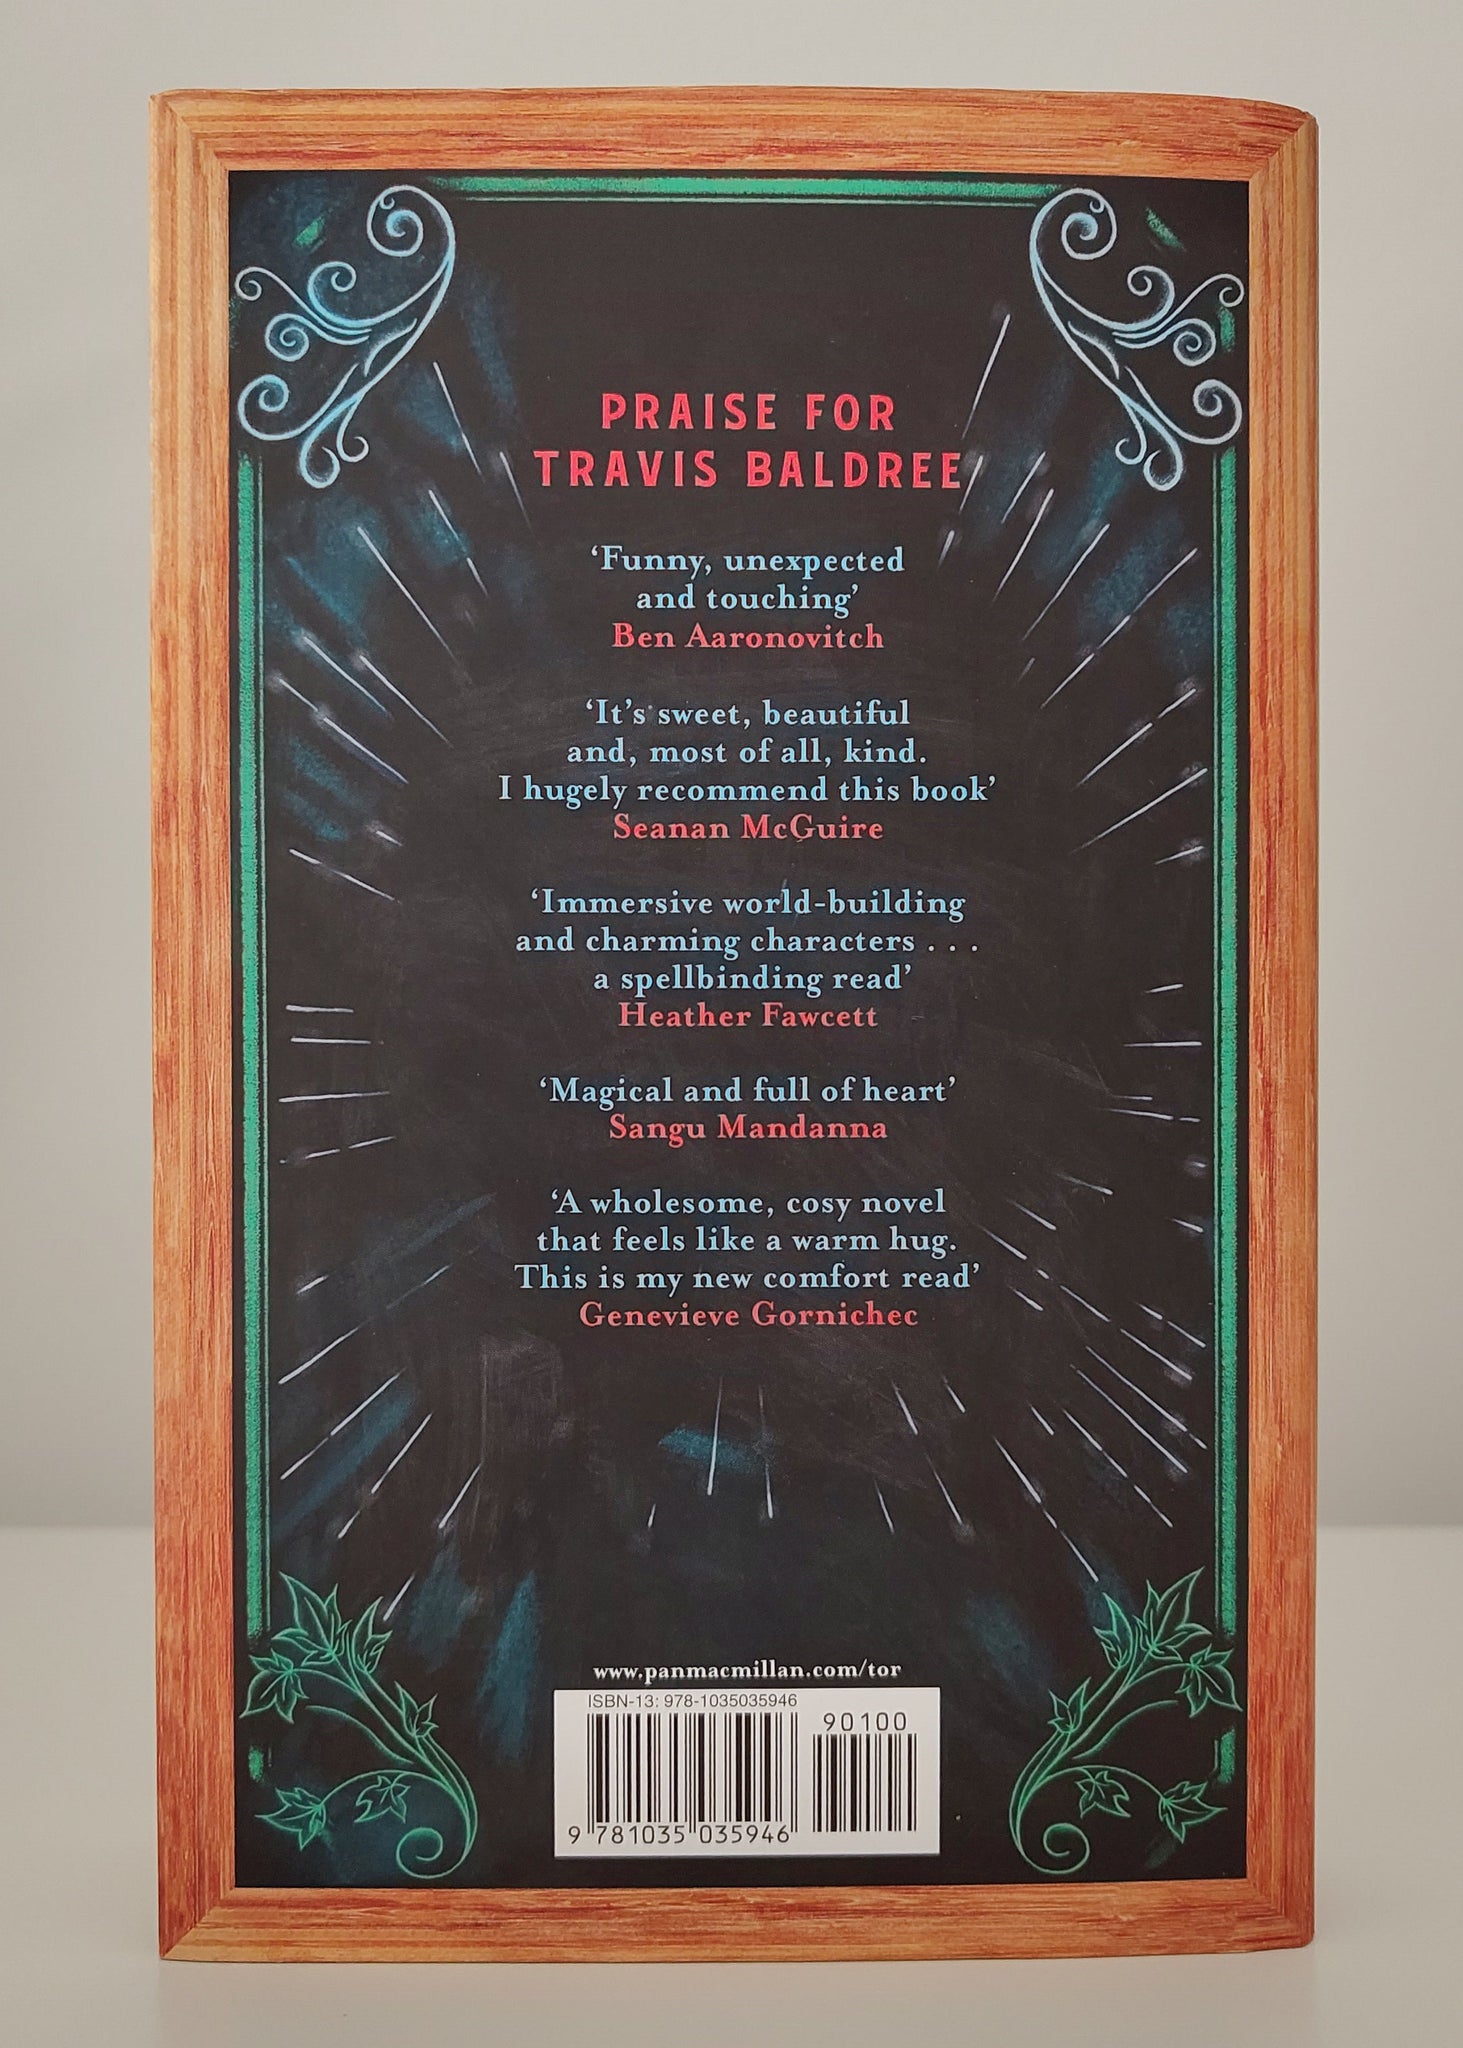 PRAISE FOR
TRAVIS BALDREE
‘Funny, unexpected
and touching’
Ben Aaronovitch
‘It’s sweet, beautiful
and, most of all, kind.
I hugely recommend this book’
Seanan McGuire
‘Immersive world-building
and charming characters . . .
a spellbinding read’
Heather Fawcett
‘Magical and full of heart’
Sangu Mandanna
‘A wholesome, cosy novel
that feels like a warm hug.
This is my new comfort read’
Genevieve Gornichec
www.panmacmillan.com/tor
ISBN-13: 978-1035035946
90100
9 781035 035946